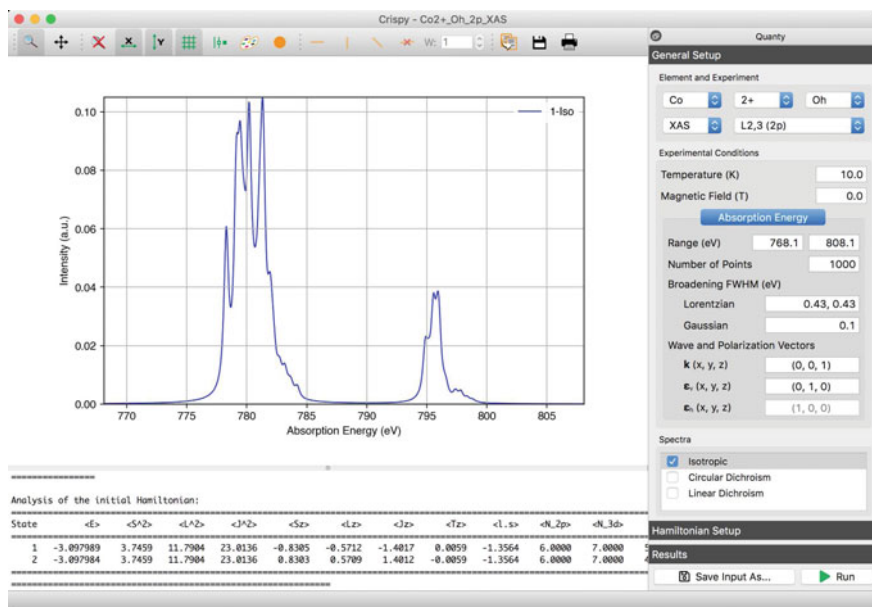 Crispy - Co2+_Oh_2p_XAS
W: 1
0.10
0.08
0.06
0.04
0.02
0.00
Intensity (a.u.)
1-Iso
770 775 780 785 790 795 800 805
Absorption Energy (eV)
================
Analysis of the initial Hamiltonian:
State <E> <S^2> <L^2> <J^2> <Sz> <Lz> <Jz> <Tz> <l.s> <N_2p> <N_3d>
1 -3.097989 3.7459 11.7904 23.0136 -0.8305 -0.5712 -1.4017 0.0059 -1.3564 6.0000 7.0000
2 -3.097984 3.7459 11.7904 23.0136 0.8303 0.5709 1.4012 -0.0059 -1.3564 6.0000 7.0000
Quanty
General Setup
Element and Experiment
Co 2+ Oh
XAS L2,3 (2p)
Experimental Conditions
Temperature (K) 10.0
Magnetic Field (T) 0.0
Absorption Energy
Range (eV) 768.1 808.1
Number of Points 1000
Broadening FWHM (eV)
Lorentzian 0.43, 0.43
Gaussian 0.1
Wave and Polarization Vectors
k (x, y, z) (0, 0, 1)
εᵥ (x, y, z) (0, 1, 0)
εₕ (x, y, z) (1, 0, 0)
Spectra
Isotropic
Circular Dichroism
Linear Dichroism
Hamiltonian Setup
Results
Save Input As... Run